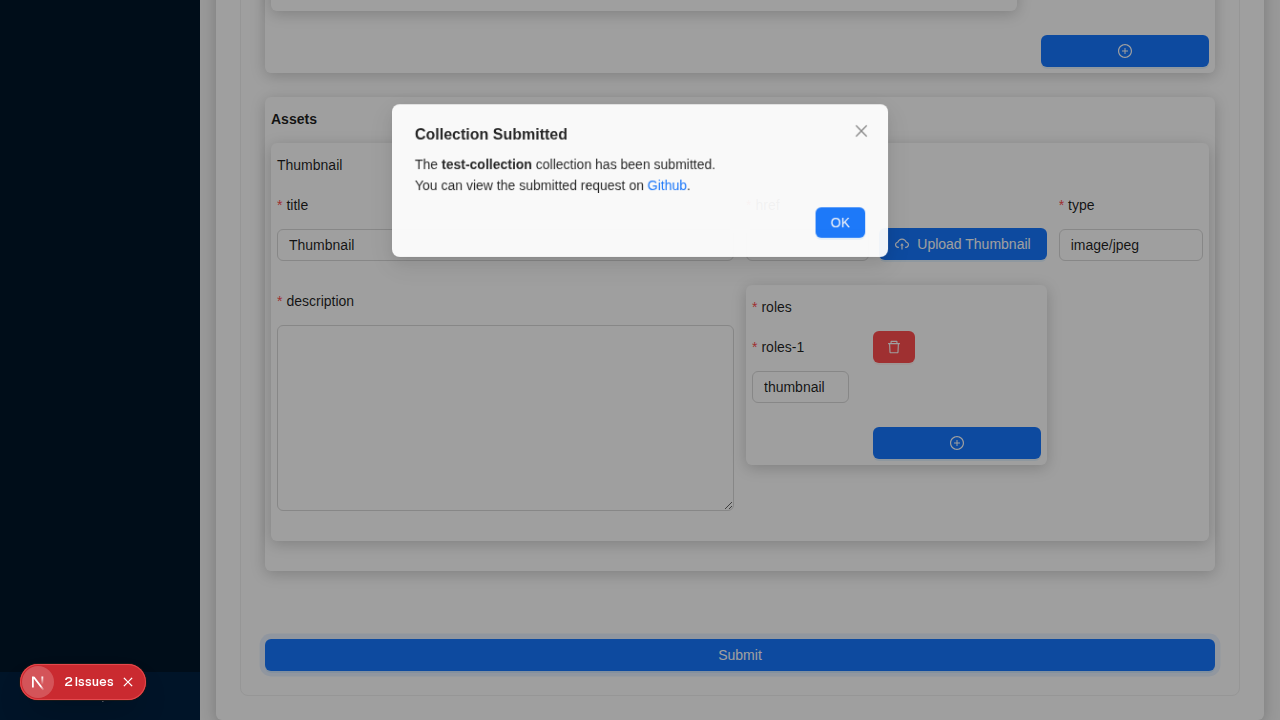 Assets
Collection Submitted
The test-collection collection has been submitted.
You can view the submitted request on Github.
OK
Thumbnail
* title
* href
* type
Thumbnail
Upload Thumbnail
image/jpeg
* description
* roles
* roles-1
thumbnail
Submit
N
2 Issues